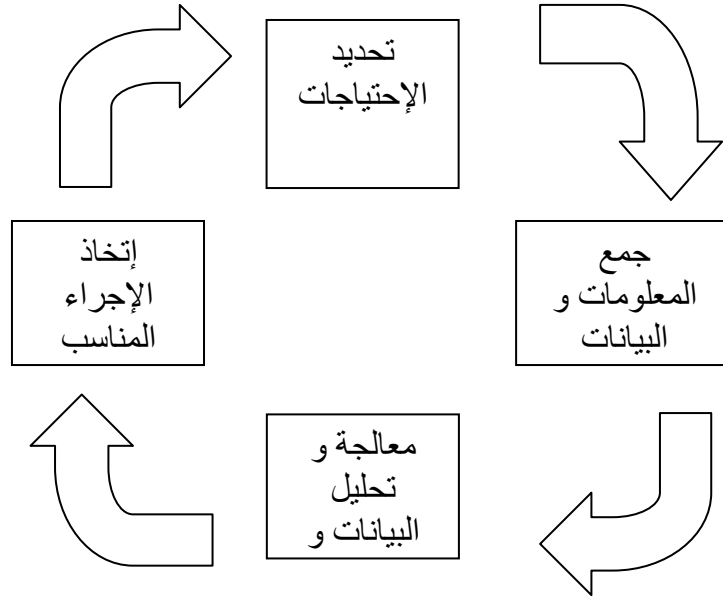 تحديد
الإحتياجات
جمع
المعلومات و
البيانات
معالجة و
تحليل
البيانات و
إتخاذ
الإجراء
المناسب